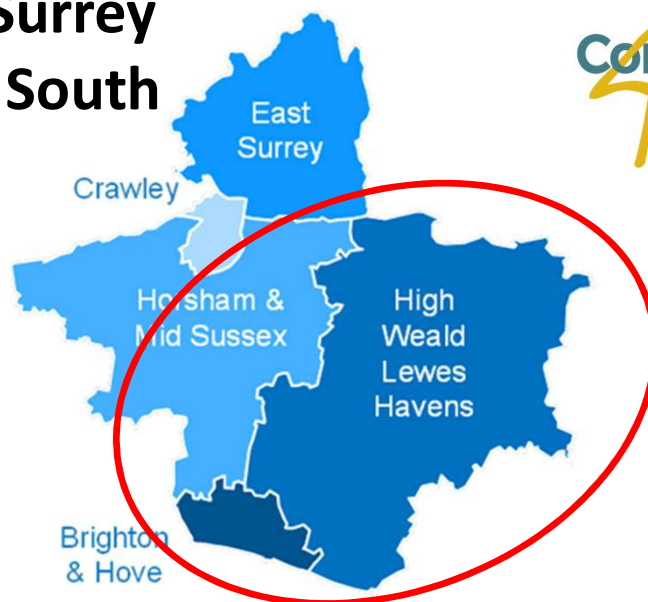 Surrey
South
East
Surrey
Crawley
Horsham &
Mid Sussex
High
Weald
Lewes
Havens
Brighton
& Hove